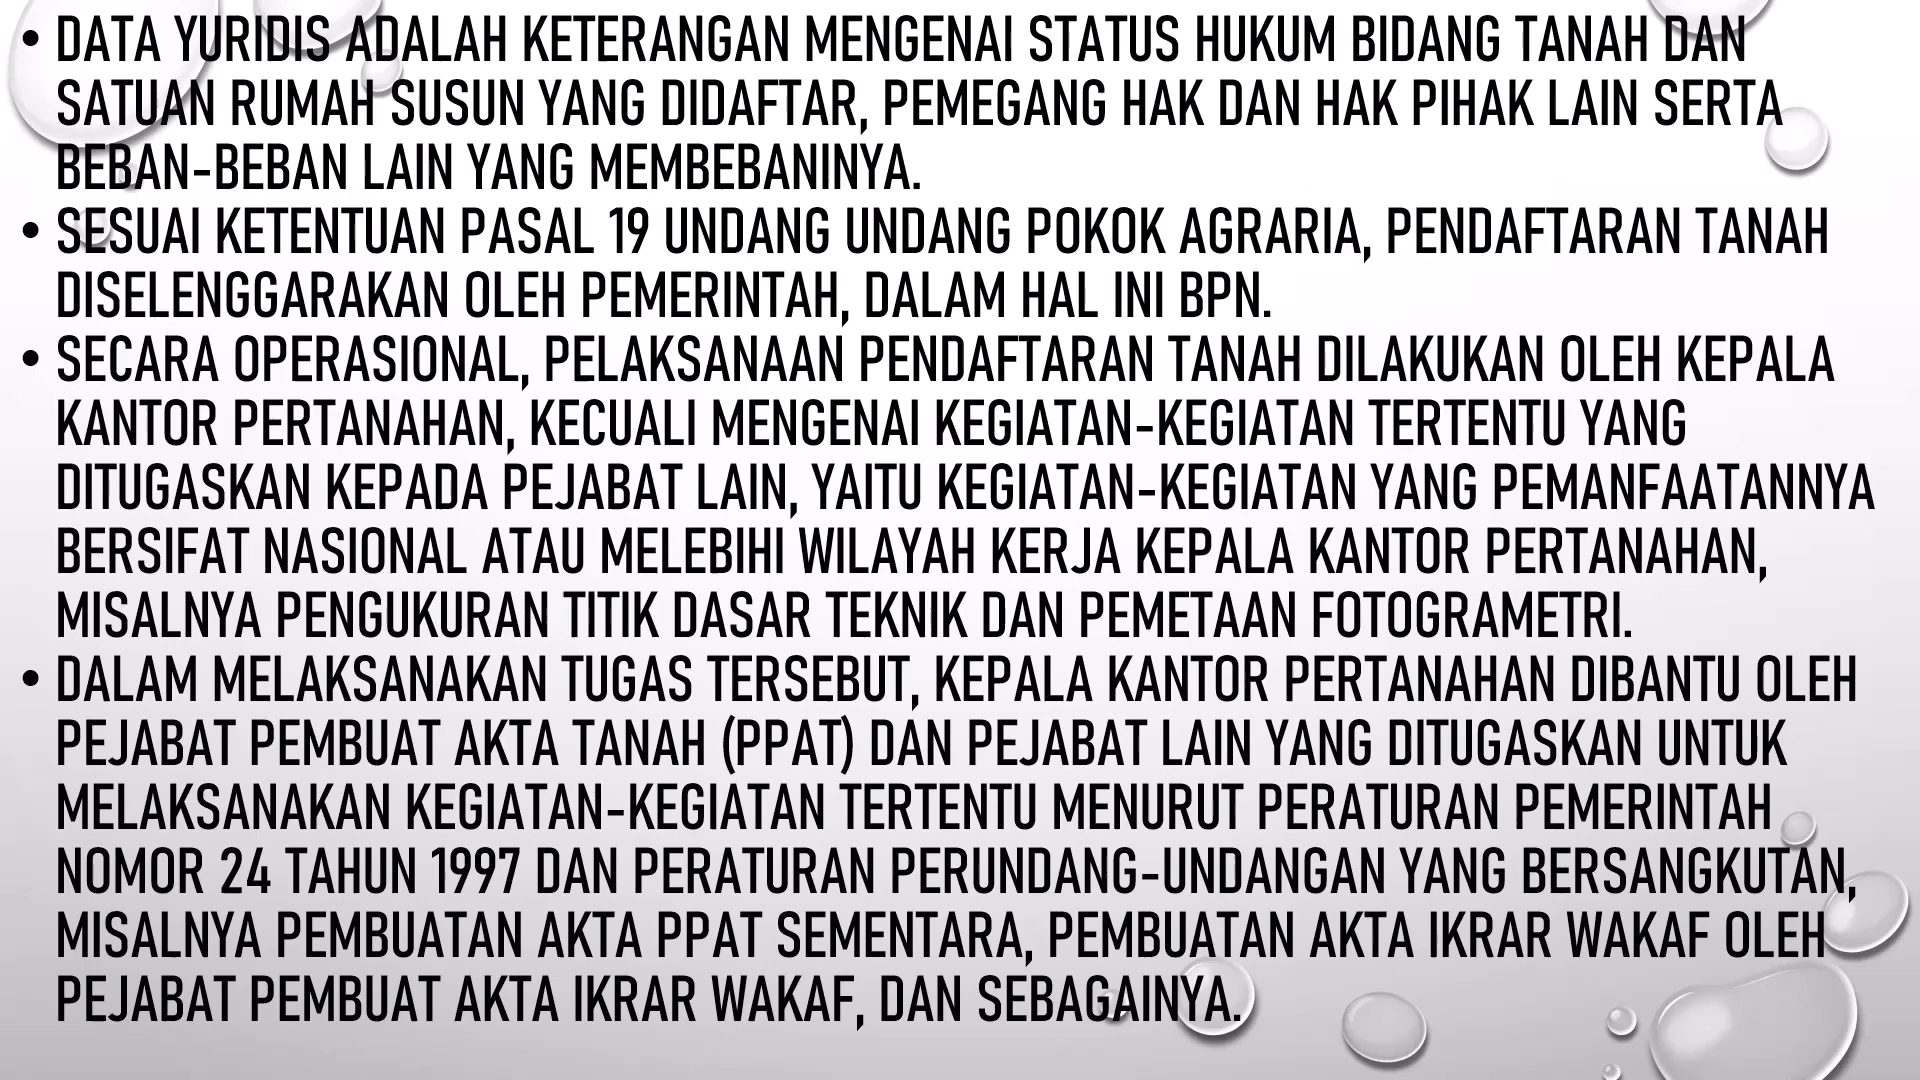 • DATA YURIDIS ADALAH KETERANGAN MENGENAI STATUS HUKUM BIDANG TANAH DAN
SATUAN RUMAH SUSUN YANG DIDAFTAR, PEMEGANG HAK DAN HAK PIHAK LAIN SERTA
BEBAN-BEBAN LAIN YANG MEMBEBANINYA.
• SESUAI KETENTUAN PASAL 19 UNDANG UNDANG POKOK AGRARIA, PENDAFTARAN TANAH
DISELENGGARAKAN OLEH PEMERINTAH, DALAM HAL INI BPN.
• SECARA OPERASIONAL, PELAKSANAAN PENDAFTARAN TANAH DILAKUKAN OLEH KEPALA
KANTOR PERTANAHAN, KECUALI MENGENAI KEGIATAN-KEGIATAN TERTENTU YANG
DITUGASKAN KEPADA PEJABAT LAIN, YAITU KEGIATAN-KEGIATAN YANG PEMANFAATANNYA
BERSIFAT NASIONAL ATAU MELEBIHI WILAYAH KERJA KEPALA KANTOR PERTANAHAN,
MISALNYA PENGUKURAN TITIK DASAR TEKNIK DAN PEMETAAN FOTOGRAMETRI.
• DALAM MELAKSANAKAN TUGAS TERSEBUT, KEPALA KANTOR PERTANAHAN DIBANTU OLEH
PEJABAT PEMBUAT AKTA TANAH (PPAT) DAN PEJABAT LAIN YANG DITUGASKAN UNTUK
MELAKSANAKAN KEGIATAN-KEGIATAN TERTENTU MENURUT PERATURAN PEMERINTAH
NOMOR 24 TAHUN 1997 DAN PERATURAN PERUNDANG-UNDANGAN YANG BERSANGKUTAN,
MISALNYA PEMBUATAN AKTA PPAT SEMENTARA, PEMBUATAN AKTA IKRAR WAKAF OLEH
PEJABAT PEMBUAT AKTA IKRAR WAKAF, DAN SEBAGAINYA.